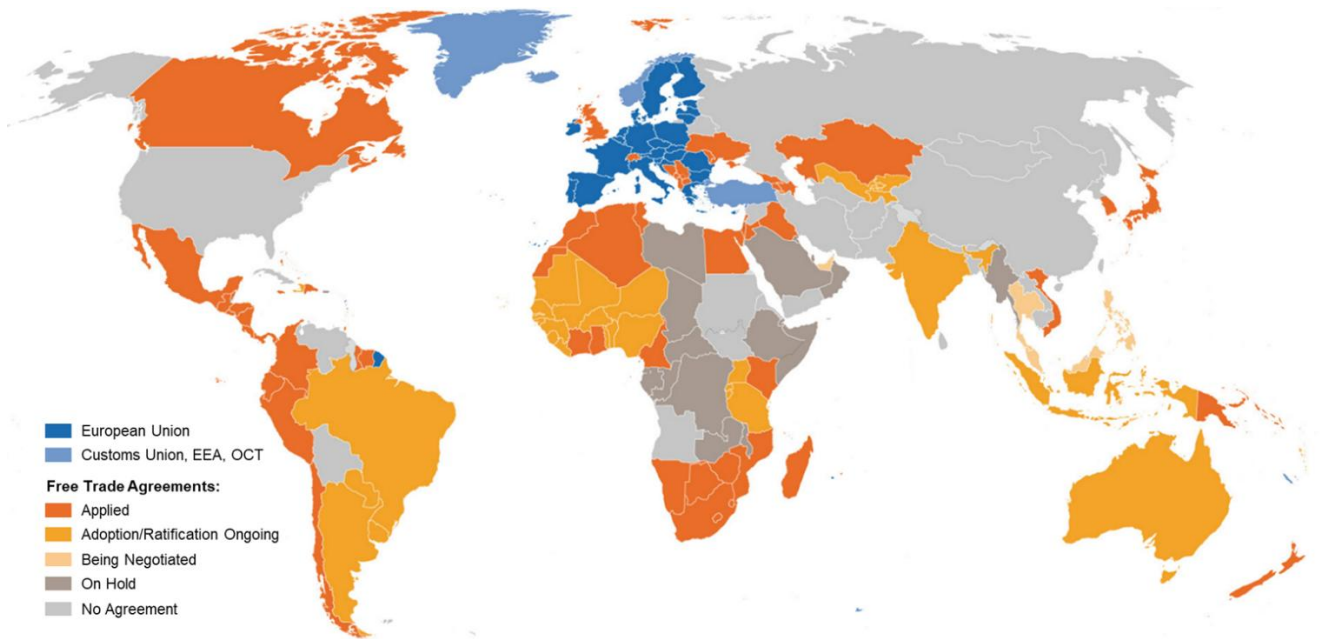 European Union
Customs Union, EEA, OCT
Free Trade Agreements:
Applied
Adoption/Ratification Ongoing
Being Negotiated
On Hold
No Agreement